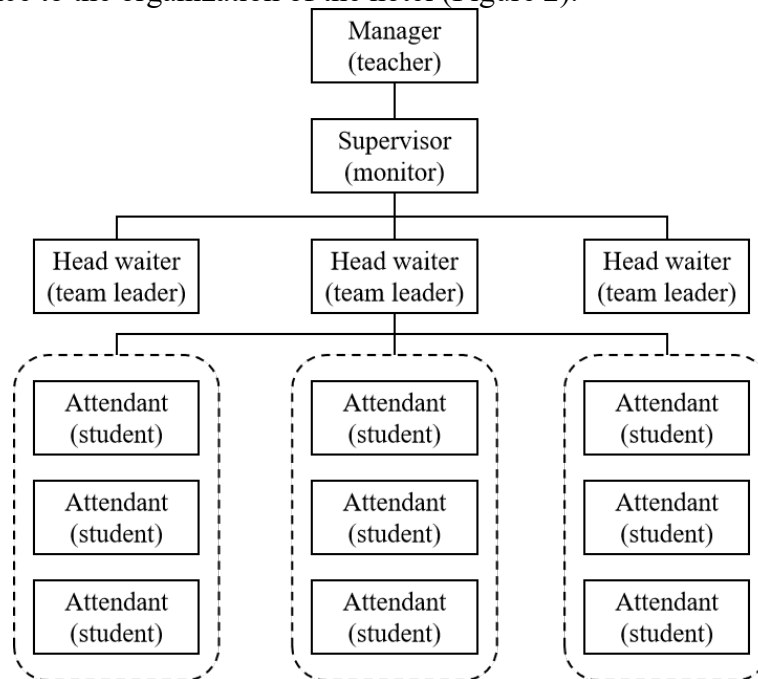 to the organization of the hotel (Figure 2).
Manager
(teacher)
Supervisor
(monitor)
Head waiter
(team leader)
Head waiter
(team leader)
Head waiter
(team leader)
Attendant
(student)
Attendant
(student)
Attendant
(student)
Attendant
(student)
Attendant
(student)
Attendant
(student)
Attendant
(student)
Attendant
(student)
Attendant
(student)